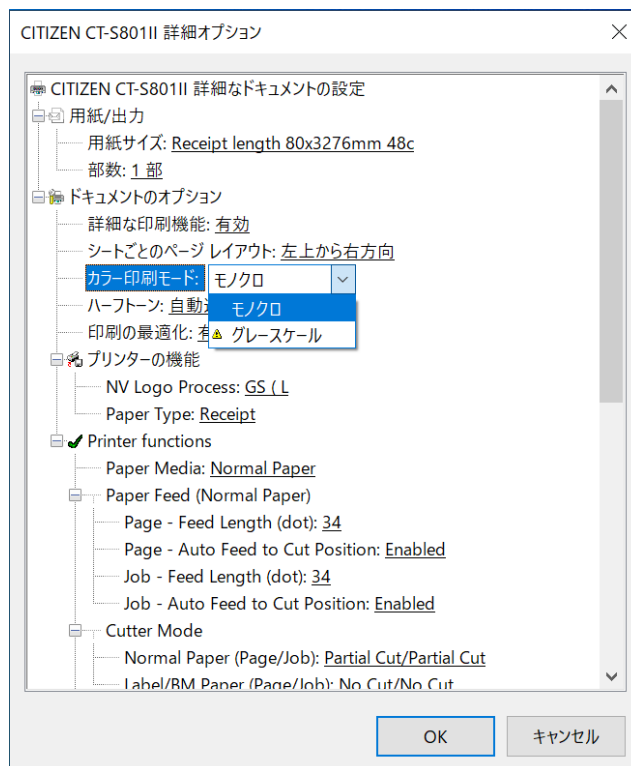 CITIZEN CT-S801II 詳細オプション
CITIZEN CT-S801II 詳細なドキュメントの設定
用紙/出力
用紙サイズ: Receipt length 80x3276mm 48c
部数: 1 部
ドキュメントのオプション
詳細な印刷機能: 有効
シートごとのページ レイアウト: 左上から右方向
カラー印刷モード: モノクロ
モノクロ
グレースケール
ハーフトーン: 自動
印刷の最適化:
プリンターの機能
NV Logo Process: GS ( L
Paper Type: Receipt
Printer functions
Paper Media: Normal Paper
Paper Feed (Normal Paper)
Page - Feed Length (dot): 34
Page - Auto Feed to Cut Position: Enabled
Job - Feed Length (dot): 34
Job - Auto Feed to Cut Position: Enabled
Cutter Mode
Normal Paper (Page/Job): Partial Cut/Partial Cut
Label/BM Paper (Page/Job): No Cut/No Cut
OK
キャンセル